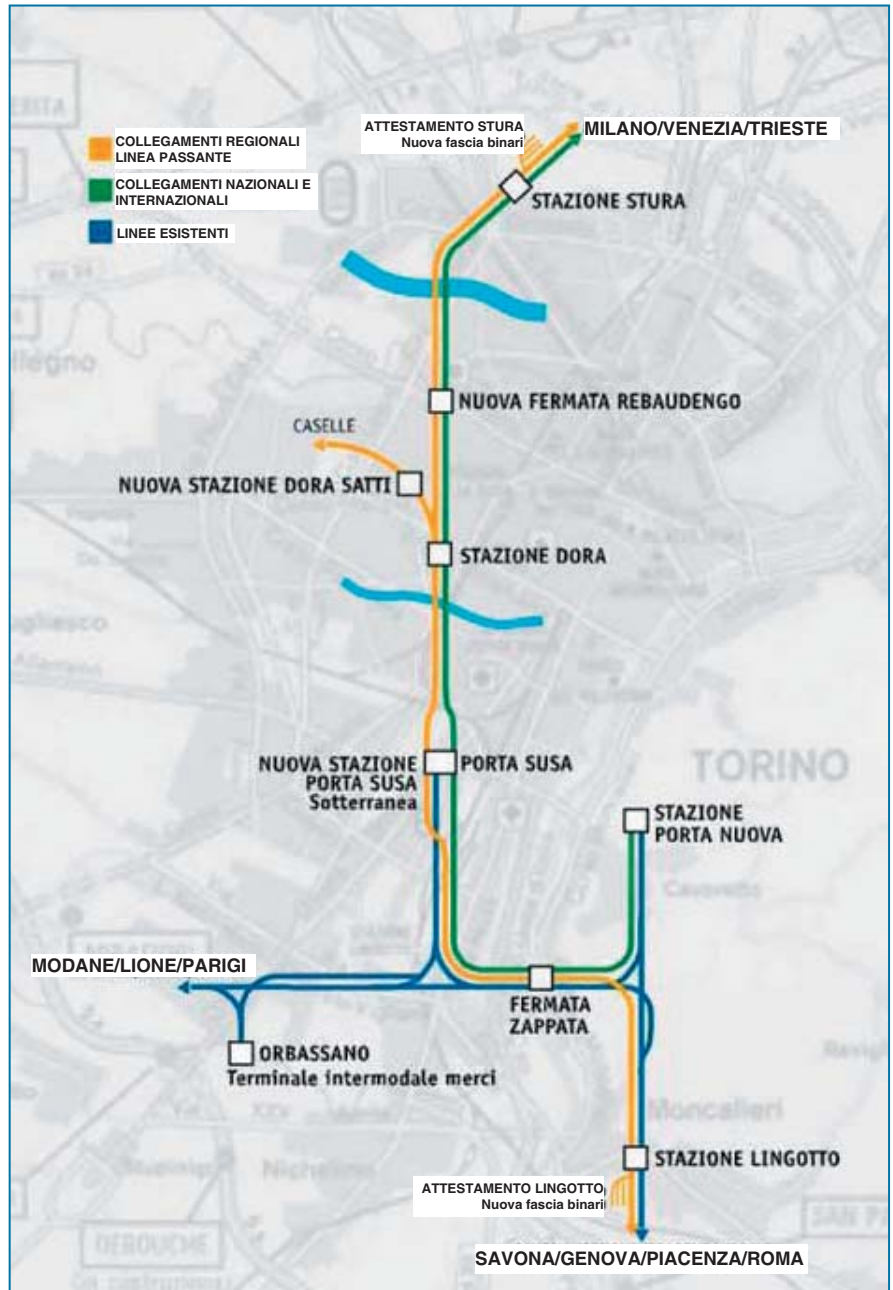 ATTESTAMENTO STURA
Nuova fascia binari
MILANO/VENEZIA/TRIESTE
COLLEGAMENTI REGIONALI
LINEA PASSANTE
COLLEGAMENTI NAZIONALI E
INTERNAZIONALI
LINEE ESISTENTI
STAZIONE STURA
NUOVA FERMATA REBAUDENGO
CASELLE
NUOVA STAZIONE DORA SATTI
STAZIONE DORA
NUOVA STAZIONE
PORTA SUSA
Sotterranea
PORTA SUSA
TORINO
STAZIONE
PORTA NUOVA
Cavoretto
MODANE/LIONE/PARIGI
FERMATA
ZAPPATA
ORBASSANO
Terminale intermodale merci
Moncalieri
Nichelino
STAZIONE LINGOTTO
ATTESTAMENTO LINGOTTO
Nuova fascia binari
SAVONA/GENOVA/PIACENZA/ROMA